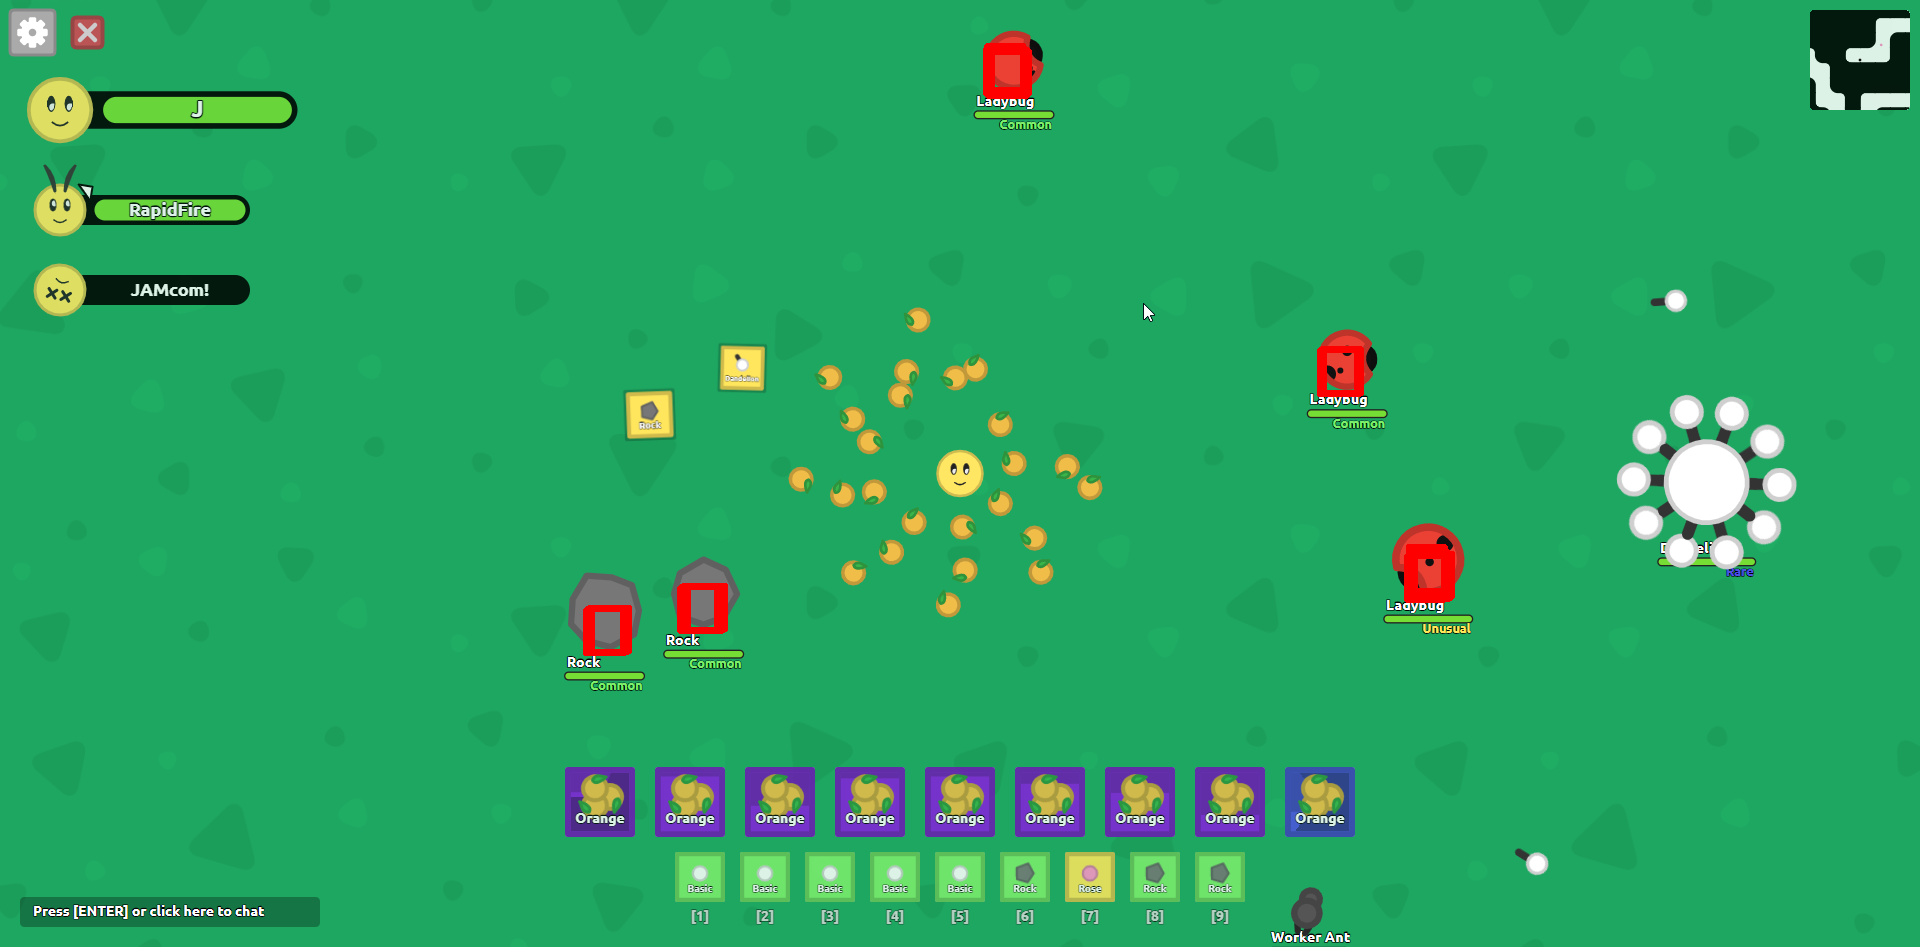 J
RapidFire
JAMcom!
Ladybug
Common
Dandelion
Rock
Ladybug
Common
Ladybug
Unusual
Rare
Rock
Common
Rock
Common
Orange Orange Orange Orange Orange Orange Orange Orange Orange
Basic Basic Basic Basic Basic Rock Rose Rock Rock
[1] [2] [3] [4] [5] [6] [7] [8] [9]
Press [ENTER] or click here to chat
Worker Ant